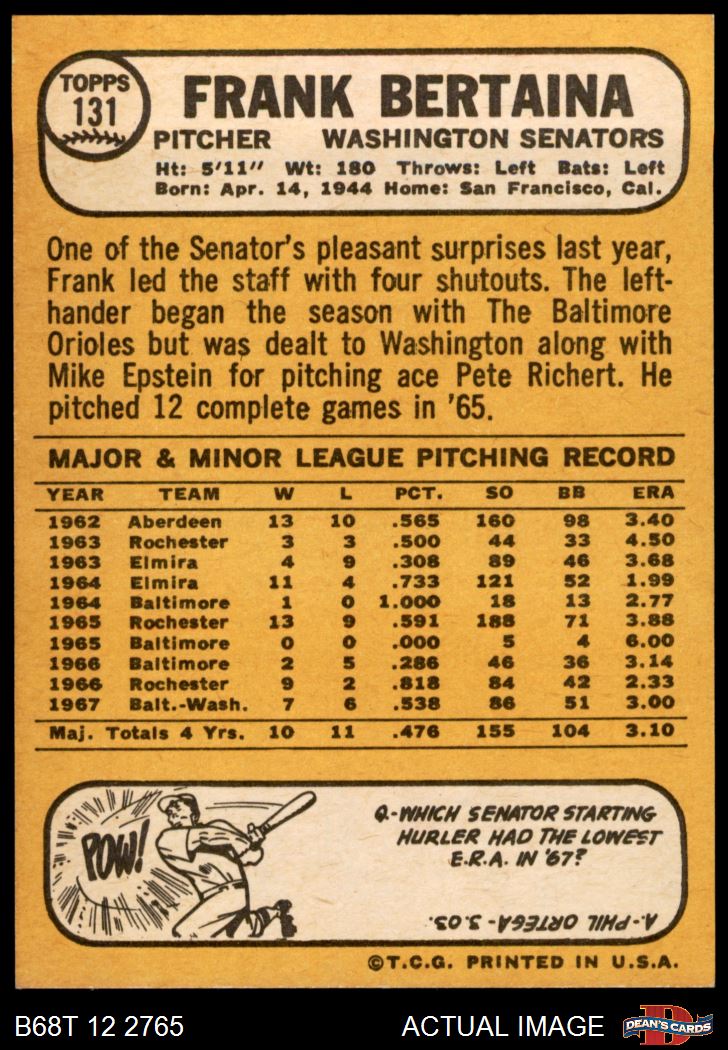 TOPPS
131
FRANK BERTAINA
PITCHER WASHINGTON SENATORS
Ht: 5'11" Wt: 180 Throws: Left Bats: Left
Born: Apr. 14, 1944 Home: San Francisco, Cal.
One of the Senator's pleasant surprises last year,
Frank led the staff with four shutouts. The left-
hander began the season with The Baltimore
Orioles but was dealt to Washington along with
Mike Epstein for pitching ace Pete Richert. He
pitched 12 complete games in '65.
MAJOR & MINOR LEAGUE PITCHING RECORD
YEAR TEAM W L PCT. SO BB ERA
1962 Aberdeen 13 10 .565 160 98 3.40
1963 Rochester 3 3 .500 44 33 4.50
1963 Elmira 4 9 .308 89 46 3.68
1964 Elmira 11 4 .733 121 52 1.99
1964 Baltimore 1 0 1.000 18 13 2.77
1965 Rochester 13 9 .591 188 71 3.88
1965 Baltimore 0 0 .000 5 4 6.00
1966 Baltimore 2 5 .286 46 36 3.14
1966 Rochester 9 2 .818 84 42 2.33
1967 Balt.-Wash. 7 6 .538 86 51 3.00
Maj. Totals 4 Yrs. 10 11 .476 155 104 3.10
POW!
Q.-WHICH SENATOR STARTING
HURLER HAD THE LOWEST
E.R.A. IN '67?
A.-PHIL ORTEGA-3.03.
©T.C.G. PRINTED IN U.S.A.
B68T 12 2765 ACTUAL IMAGE
D
DEAN'S CARDS